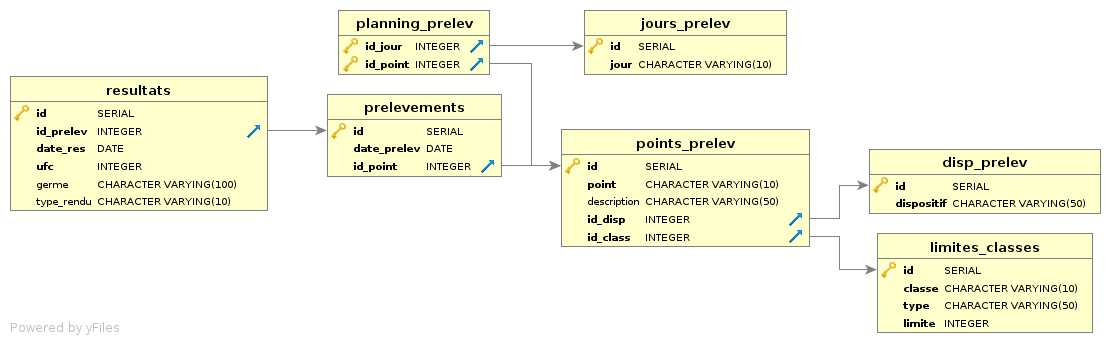 planning_prelev
id_jour INTEGER
id_point INTEGER
jours_prelev
id SERIAL
jour CHARACTER VARYING(10)
resultats
id SERIAL
id_prelev INTEGER
date_res DATE
ufc INTEGER
germe CHARACTER VARYING(100)
type_rendu CHARACTER VARYING(10)
prelevements
id SERIAL
date_prelev DATE
id_point INTEGER
points_prelev
id SERIAL
point CHARACTER VARYING(10)
description CHARACTER VARYING(50)
id_disp INTEGER
id_class INTEGER
disp_prelev
id SERIAL
dispositif CHARACTER VARYING(50)
limites_classes
id SERIAL
classe CHARACTER VARYING(10)
type CHARACTER VARYING(50)
limite INTEGER
Powered by yFiles